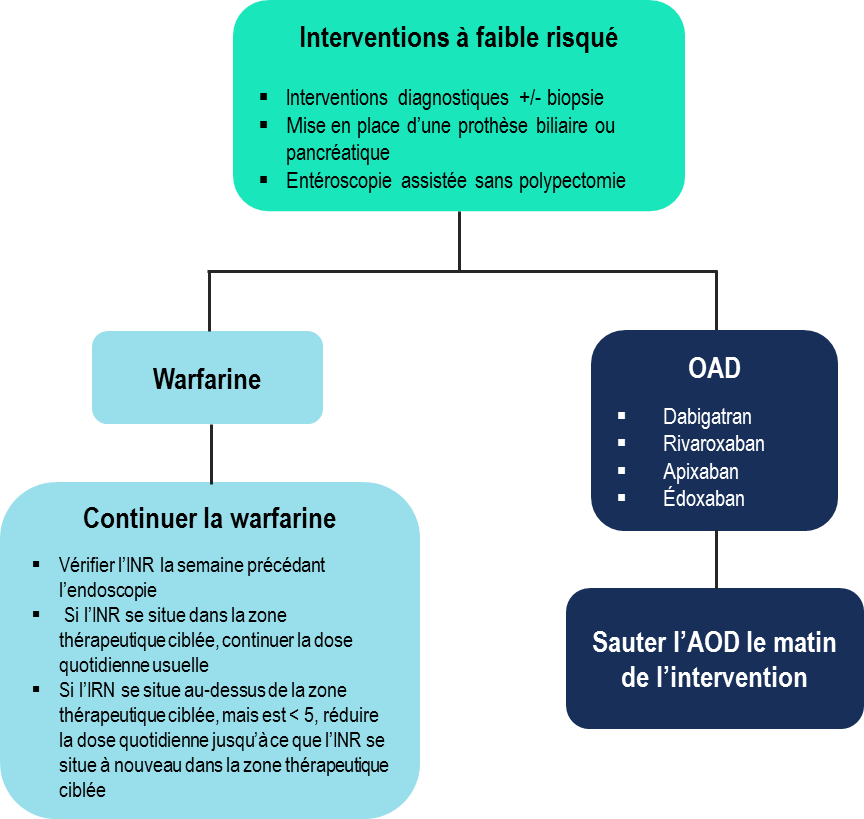 Interventions à faible risqué
▪ Interventions diagnostiques +/- biopsie
▪ Mise en place d’une prothèse biliaire ou
pancréatique
▪ Entéroscopie assistée sans polypectomie
Warfarine
Continuer la warfarine
▪ Vérifier l’INR la semaine précédant
l’endoscopie
▪ Si l’INR se situe dans la zone
thérapeutique ciblée, continuer la dose
quotidienne usuelle
▪ Si l’IRN se situe au-dessus de la zone
thérapeutique ciblée, mais est < 5, réduire
la dose quotidienne jusqu’à ce que l’INR se
situe à nouveau dans la zone thérapeutique
ciblée
OAD
▪ Dabigatran
▪ Rivaroxaban
▪ Apixaban
▪ Édoxaban
Sauter l’AOD le matin
de l’intervention